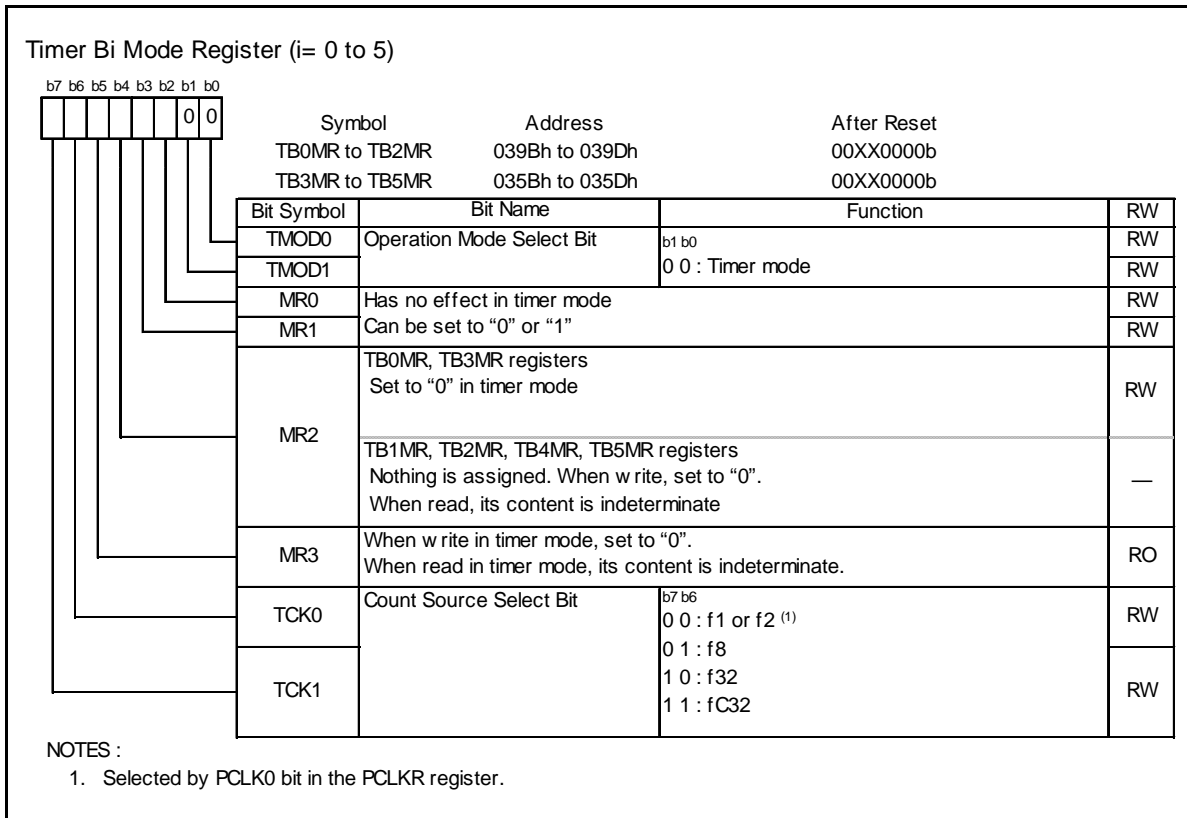 Timer Bi Mode Register (i= 0 to 5)
b7 b6 b5 b4 b3 b2 b1 b0
0 0
Symbol Address After Reset
TB0MR to TB2MR 039Bh to 039Dh 00XX0000b
TB3MR to TB5MR 035Bh to 035Dh 00XX0000b
Bit Symbol Bit Name Function RW
TMOD0 Operation Mode Select Bit b1 b0 RW
TMOD1 0 0 : Timer mode RW
MR0 Has no effect in timer mode RW
MR1 Can be set to “0” or “1” RW
MR2
TB0MR, TB3MR registers
Set to “0” in timer mode RW
TB1MR, TB2MR, TB4MR, TB5MR registers
Nothing is assigned. When write, set to “0”. —
When read, its content is indeterminate
MR3
When write in timer mode, set to “0”. RO
When read in timer mode, its content is indeterminate.
TCK0 Count Source Select Bit b7 b6 RW
0 0 : f1 or f2 (1)
0 1 : f8
TCK1 1 0 : f32 RW
1 1 : fC32
NOTES :
1. Selected by PCLK0 bit in the PCLKR register.